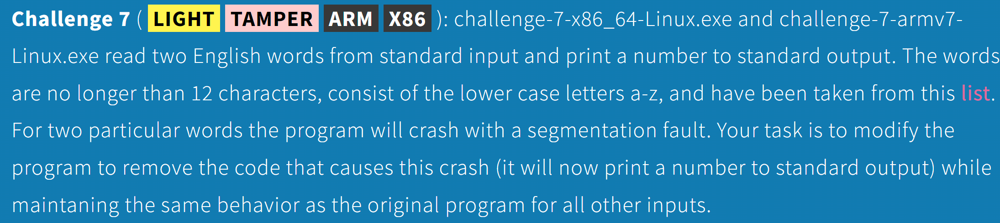 Challenge 7 ( LIGHT TAMPER ARM X86 ): challenge-7-x86_64-Linux.exe and challenge-7-armv7-
Linux.exe read two English words from standard input and print a number to standard output. The words
are no longer than 12 characters, consist of the lower case letters a-z, and have been taken from this list.
For two particular words the program will crash with a segmentation fault. Your task is to modify the
program to remove the code that causes this crash (it will now print a number to standard output) while
maintaning the same behavior as the original program for all other inputs.